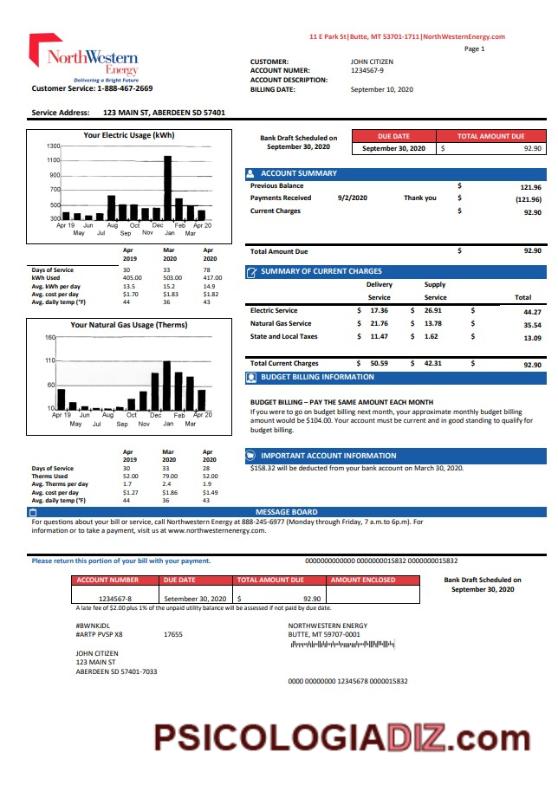 11 E Park St|Butte, MT 53701-1711|NorthWesternEnergy.com
Page 1
NorthWestern
Energy
Delivering a Bright Future
Customer Service: 1-888-467-2669
CUSTOMER: JOHN CITIZEN
ACCOUNT NUMER: 1234567-9
ACCOUNT DESCRIPTION:
BILLING DATE: September 10, 2020
Service Address: 123 MAIN ST, ABERDEEN SD 57401
Your Electric Usage (kWh)
1300
1100
900
700
500
300
Apr 19 Jun Aug Oct Dec Feb Apr 20
May Jul Sep Nov Jan Mar
Apr Mar Apr
2019 2020 2020
Days of Service 30 33 78
kWh Used 405.00 503.00 417.00
Avg. kWh per day 13.5 15.2 14.9
Avg. cost per day $1.70 $1.83 $1.82
Avg. daily temp (°F) 44 36 43
Your Natural Gas Usage (Therms)
160
110
60
10
Apr 19 Jun Aug Oct Dec Feb Apr 20
May Jul Sep Nov Jan Mar
Apr Mar Apr
2019 2020 2020
Days of Service 30 33 28
Therms Used 52.00 79.00 52.00
Avg. Therms per day 1.7 2.4 1.9
Avg. cost per day $1.27 $1.86 $1.49
Avg. daily temp (°F) 44 36 43
Bank Draft Scheduled on
September 30, 2020
DUE DATE TOTAL AMOUNT DUE
September 30, 2020 $ 92.90
ACCOUNT SUMMARY
Previous Balance $ 121.96
Payments Received 9/2/2020 Thank you $ (121.96)
Current Charges $ 92.90
Total Amount Due $ 92.90
SUMMARY OF CURRENT CHARGES
Delivery Supply
Service Service Total
Electric Service $ 17.36 $ 26.91 $ 44.27
Natural Gas Service $ 21.76 $ 13.78 $ 35.54
State and Local Taxes $ 11.47 $ 1.62 $ 13.09
Total Current Charges $ 50.59 $ 42.31 $ 92.90
BUDGET BILLING INFORMATION
BUDGET BILLING – PAY THE SAME AMOUNT EACH MONTH
If you were to go on budget billing next month, your approximate monthly budget billing
amount would be $104.00. Your account must be current and in good standing to qualify for
budget billing.
IMPORTANT ACCOUNT INFORMATION
$158.32 will be deducted from your bank account on March 30, 2020.
MESSAGE BOARD
For questions about your bill or service, call Northwestern Energy at 888-245-6977 (Monday through Friday, 7 a.m.to 6p.m). For
information or to take a payment, visit us at www.northwesternenergy.com.
Please return this portion of your bill with your payment. 0000000000000 0000000015832 0000000015832
ACCOUNT NUMBER DUE DATE TOTAL AMOUNT DUE AMOUNT ENCLOSED
1234567-8 Setembeer 30, 2020 $ 92.90
A late fee of $2.00 plus 1% of the unpaid utility balance will be assessed if not paid by due date.
Bank Draft Scheduled on
September 30, 2020
#BWNKJDL
#ARTP PVSP X8 17655
JOHN CITIZEN
123 MAIN ST
ABERDEEN SD 57401-7033
NORTHWESTERN ENERGY
BUTTE, MT 59707-0001
0000 00000000 12345678 0000015832
PSICOLOGIADIZ.com